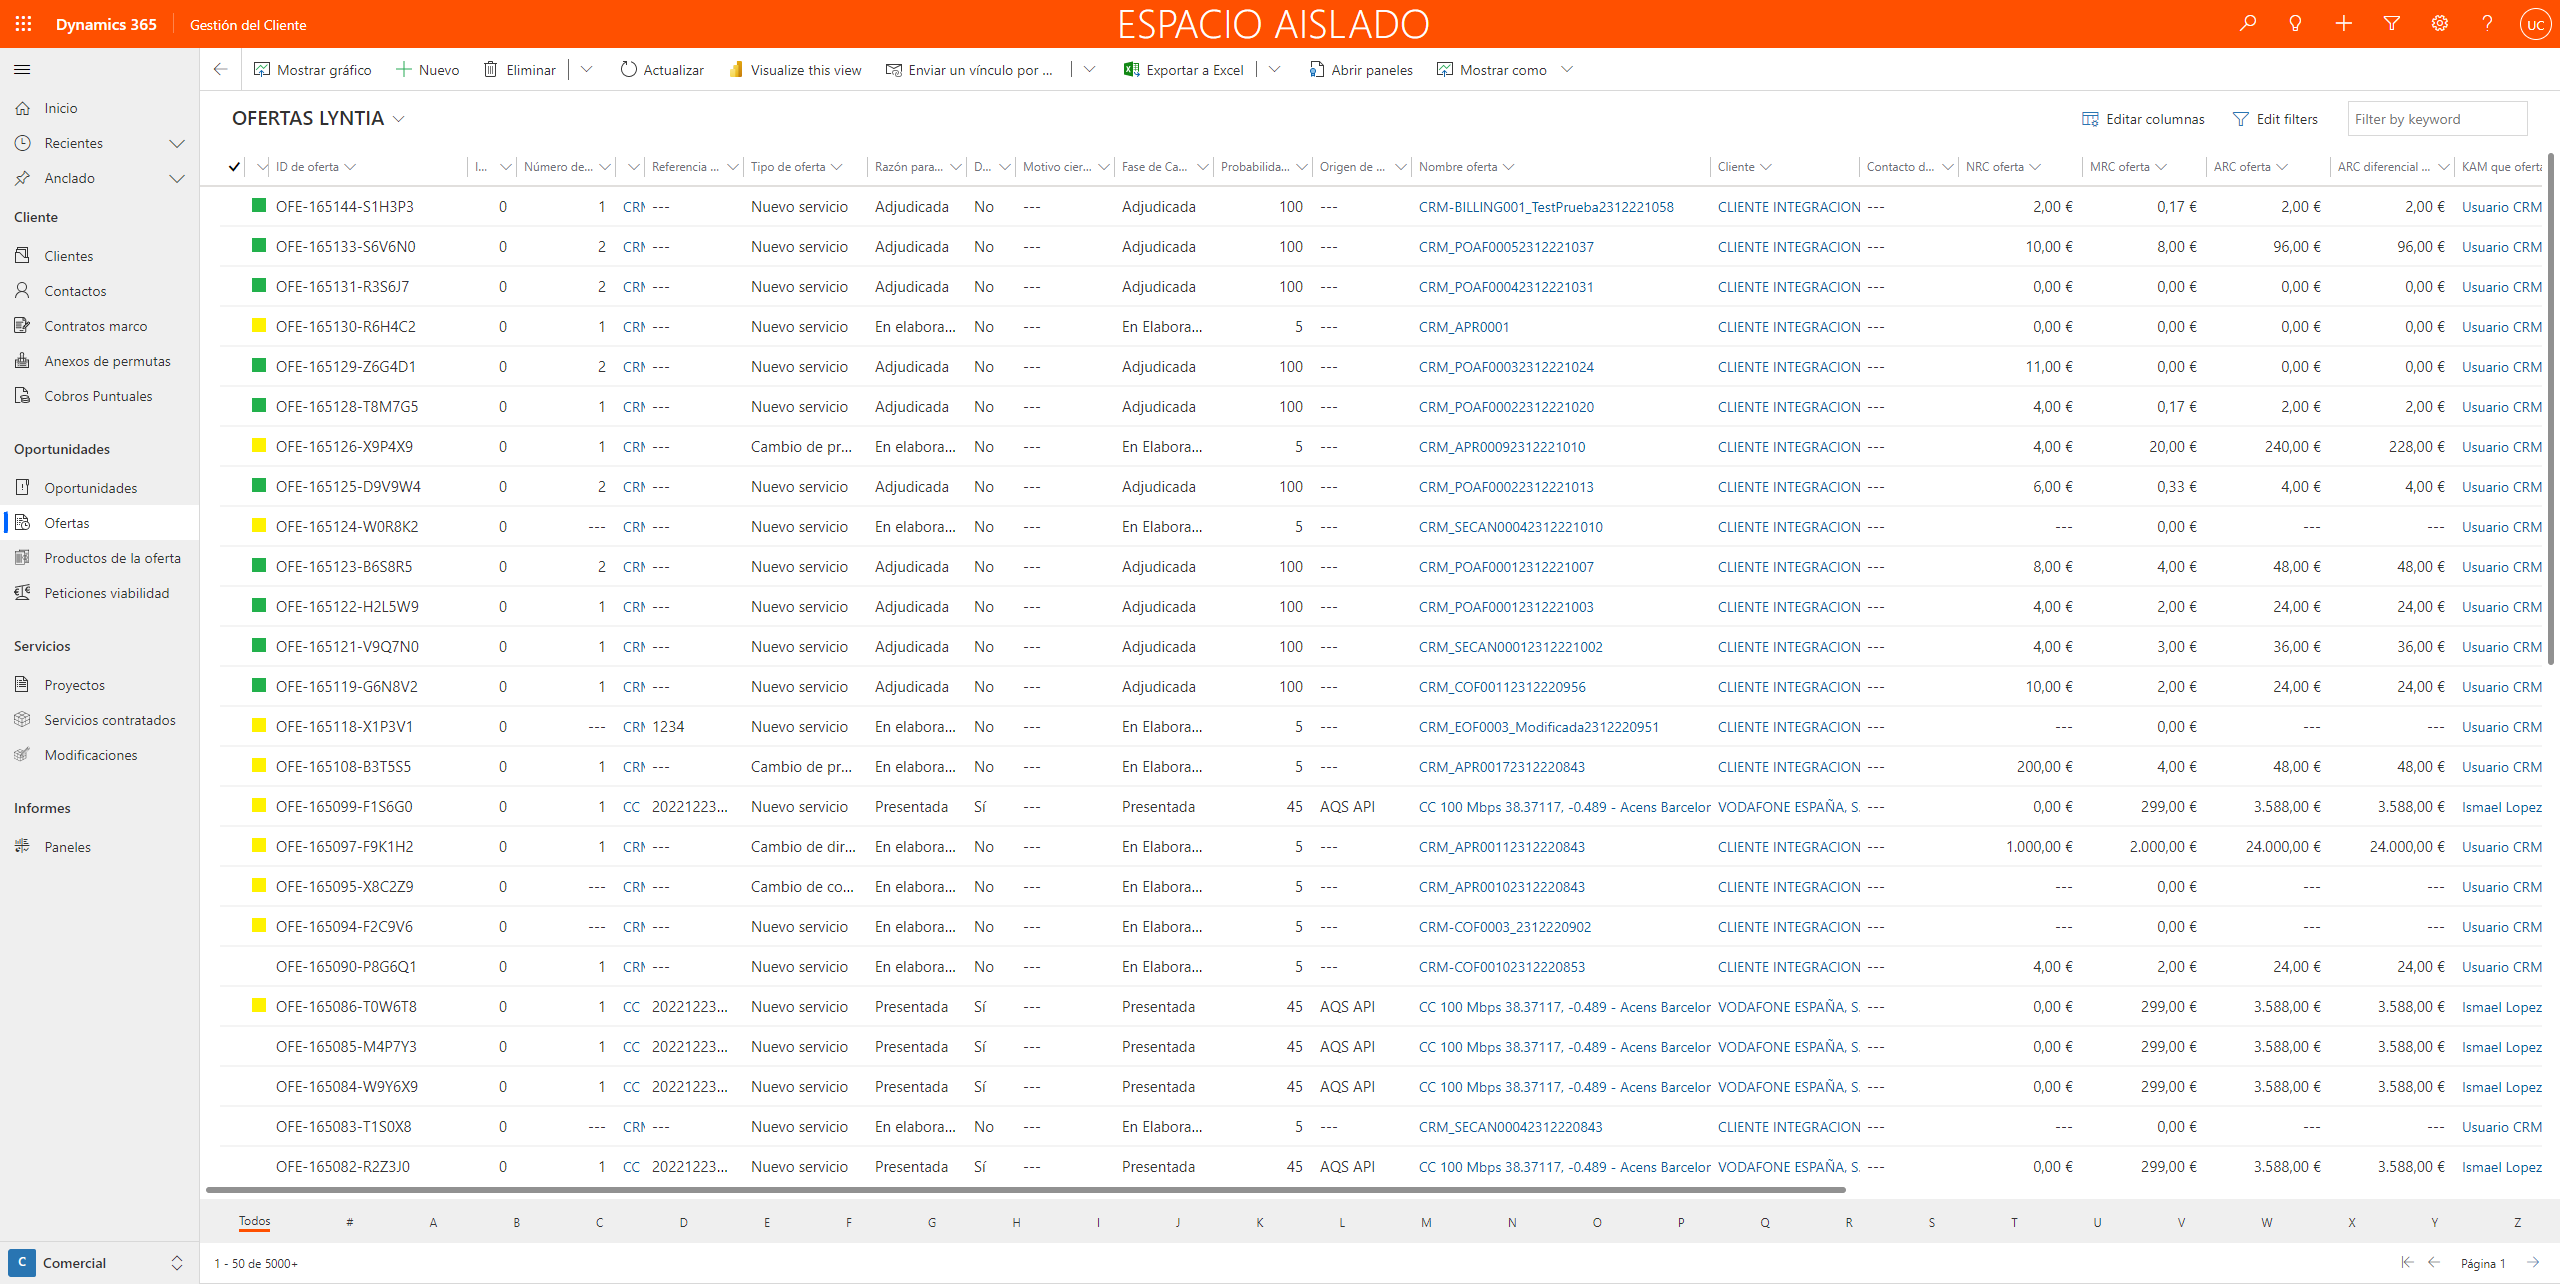 Dynamics 365 Gestión del Cliente ESPACIO AISLADO UC
Mostrar gráfico Nuevo Eliminar Actualizar Visualize this view Enviar un vínculo por ... Exportar a Excel Abrir paneles Mostrar como
Inicio
Recientes
Anclado
Cliente
Clientes
Contactos
Contratos marco
Anexos de permutas
Cobros Puntuales
Oportunidades
Oportunidades
Ofertas
Productos de la oferta
Peticiones viabilidad
Servicios
Proyectos
Servicios contratados
Modificaciones
Informes
Paneles
C Comercial
OFERTAS LYNTIA Editar columnas Edit filters Filter by keyword
ID de oferta I... Número de... Referencia ... Tipo de oferta Razón para... D... Motivo cier... Fase de Ca... Probabilida... Origen de ... Nombre oferta Cliente Contacto d... NRC oferta MRC oferta ARC oferta ARC diferencial ... KAM que oferta
OFE-165144-S1H3P3 0 1 CRM --- Nuevo servicio Adjudicada No --- Adjudicada 100 --- CRM-BILLING001_TestPrueba2312221058 CLIENTE INTEGRACION --- 2,00 € 0,17 € 2,00 € 2,00 € Usuario CRM
OFE-165133-S6V6N0 0 2 CRM --- Nuevo servicio Adjudicada No --- Adjudicada 100 --- CRM_POAF00052312221037 CLIENTE INTEGRACION --- 10,00 € 8,00 € 96,00 € 96,00 € Usuario CRM
OFE-165131-R3S6J7 0 2 CRM --- Nuevo servicio Adjudicada No --- Adjudicada 100 --- CRM_POAF00042312221031 CLIENTE INTEGRACION --- 0,00 € 0,00 € 0,00 € 0,00 € Usuario CRM
OFE-165130-R6H4C2 0 1 CRM --- Nuevo servicio En elabora... No --- En Elabora... 5 --- CRM_APR0001 CLIENTE INTEGRACION --- 0,00 € 0,00 € 0,00 € 0,00 € Usuario CRM
OFE-165129-Z6G4D1 0 2 CRM --- Nuevo servicio Adjudicada No --- Adjudicada 100 --- CRM_POAF00032312221024 CLIENTE INTEGRACION --- 11,00 € 0,00 € 0,00 € 0,00 € Usuario CRM
OFE-165128-T8M7G5 0 1 CRM --- Nuevo servicio Adjudicada No --- Adjudicada 100 --- CRM_POAF00022312221020 CLIENTE INTEGRACION --- 4,00 € 0,17 € 2,00 € 2,00 € Usuario CRM
OFE-165126-X9P4X9 0 1 CRM --- Cambio de pr... En elabora... No --- En Elabora... 5 --- CRM_APR00092312221010 CLIENTE INTEGRACION --- 4,00 € 20,00 € 240,00 € 228,00 € Usuario CRM
OFE-165125-D9V9W4 0 2 CRM --- Nuevo servicio Adjudicada No --- Adjudicada 100 --- CRM_POAF00022312221013 CLIENTE INTEGRACION --- 6,00 € 0,33 € 4,00 € 4,00 € Usuario CRM
OFE-165124-W0R8K2 0 --- CRM --- Nuevo servicio En elabora... No --- En Elabora... 5 --- CRM_SECAN00042312221010 CLIENTE INTEGRACION --- --- 0,00 € --- --- Usuario CRM
OFE-165123-B6S8R5 0 2 CRM --- Nuevo servicio Adjudicada No --- Adjudicada 100 --- CRM_POAF00012312221007 CLIENTE INTEGRACION --- 8,00 € 4,00 € 48,00 € 48,00 € Usuario CRM
OFE-165122-H2L5W9 0 1 CRM --- Nuevo servicio Adjudicada No --- Adjudicada 100 --- CRM_POAF00012312221003 CLIENTE INTEGRACION --- 4,00 € 2,00 € 24,00 € 24,00 € Usuario CRM
OFE-165121-V9Q7N0 0 1 CRM --- Nuevo servicio Adjudicada No --- Adjudicada 100 --- CRM_SECAN00012312221002 CLIENTE INTEGRACION --- 4,00 € 3,00 € 36,00 € 36,00 € Usuario CRM
OFE-165119-G6N8V2 0 1 CRM --- Nuevo servicio Adjudicada No --- Adjudicada 100 --- CRM_COF00112312220956 CLIENTE INTEGRACION --- 10,00 € 2,00 € 24,00 € 24,00 € Usuario CRM
OFE-165118-X1P3V1 0 --- CRM 1234 Nuevo servicio En elabora... No --- En Elabora... 5 --- CRM_EOF0003_Modificada2312220951 CLIENTE INTEGRACION --- --- 0,00 € --- --- Usuario CRM
OFE-165108-B3T5S5 0 1 CRM --- Cambio de pr... En elabora... No --- En Elabora... 5 --- CRM_APR00172312220843 CLIENTE INTEGRACION --- 200,00 € 4,00 € 48,00 € 48,00 € Usuario CRM
OFE-165099-F1S6G0 0 1 CC 20221223... Nuevo servicio Presentada Sí --- Presentada 45 AQS API CC 100 Mbps 38.37117, -0.489 - Acens Barcelor VODAFONE ESPAÑA, S. --- 0,00 € 299,00 € 3.588,00 € 3.588,00 € Ismael Lopez
OFE-165097-F9K1H2 0 1 CRM --- Cambio de dir... En elabora... No --- En Elabora... 5 --- CRM_APR00112312220843 CLIENTE INTEGRACION --- 1.000,00 € 2.000,00 € 24.000,00 € 24.000,00 € Usuario CRM
OFE-165095-X8C2Z9 0 --- CRM --- Cambio de co... En elabora... No --- En Elabora... 5 --- CRM_APR00102312220843 CLIENTE INTEGRACION --- --- 0,00 € --- --- Usuario CRM
OFE-165094-F2C9V6 0 --- CRM --- Nuevo servicio En elabora... No --- En Elabora... 5 --- CRM-COF0003_2312220902 CLIENTE INTEGRACION --- --- 0,00 € --- --- Usuario CRM
OFE-165090-P8G6Q1 0 1 CRM --- Nuevo servicio En elabora... No --- En Elabora... 5 --- CRM-COF00102312220853 CLIENTE INTEGRACION --- 4,00 € 2,00 € 24,00 € 24,00 € Usuario CRM
OFE-165086-T0W6T8 0 1 CC 20221223... Nuevo servicio Presentada Sí --- Presentada 45 AQS API CC 100 Mbps 38.37117, -0.489 - Acens Barcelor VODAFONE ESPAÑA, S. --- 0,00 € 299,00 € 3.588,00 € 3.588,00 € Ismael Lopez
OFE-165085-M4P7Y3 0 1 CC 20221223... Nuevo servicio Presentada Sí --- Presentada 45 AQS API CC 100 Mbps 38.37117, -0.489 - Acens Barcelor VODAFONE ESPAÑA, S. --- 0,00 € 299,00 € 3.588,00 € 3.588,00 € Ismael Lopez
OFE-165084-W9Y6X9 0 1 CC 20221223... Nuevo servicio Presentada Sí --- Presentada 45 AQS API CC 100 Mbps 38.37117, -0.489 - Acens Barcelor VODAFONE ESPAÑA, S. --- 0,00 € 299,00 € 3.588,00 € 3.588,00 € Ismael Lopez
OFE-165083-T1S0X8 0 --- CRM --- Nuevo servicio En elabora... No --- En Elabora... 5 --- CRM_SECAN00042312220843 CLIENTE INTEGRACION --- --- 0,00 € --- --- Usuario CRM
OFE-165082-R2Z3J0 0 1 CC 20221223... Nuevo servicio Presentada Sí --- Presentada 45 AQS API CC 100 Mbps 38.37117, -0.489 - Acens Barcelor VODAFONE ESPAÑA, S. --- 0,00 € 299,00 € 3.588,00 € 3.588,00 € Ismael Lopez
Todos # A B C D E F G H I J K L M N O P Q R S T U V W X Y Z
1 - 50 de 5000+ Página 1